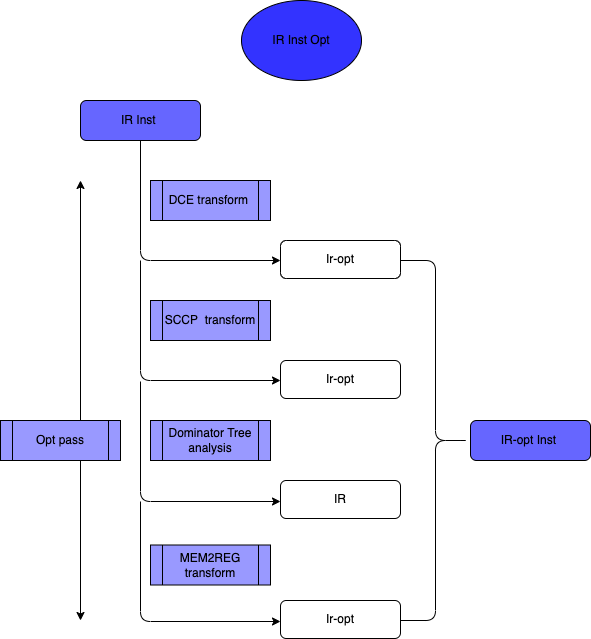 IR Inst Opt
IR Inst
DCE transform
Ir-opt
SCCP transform
Ir-opt
Opt pass
Dominator Tree
analysis
IR-opt Inst
IR
MEM2REG
transform
Ir-opt